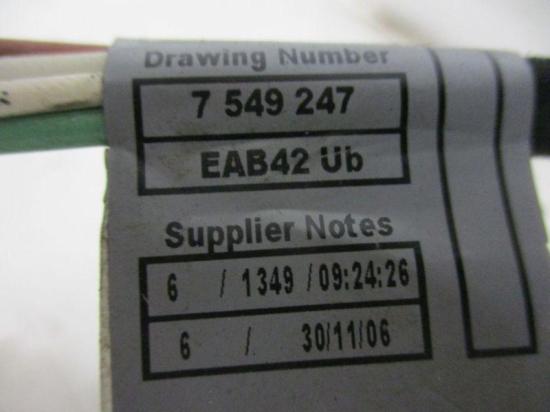 Drawing Number
7 549 247
EAB42 Ub
Supplier Notes
6 / 1349 / 09:24:26
6 / 30/11/06